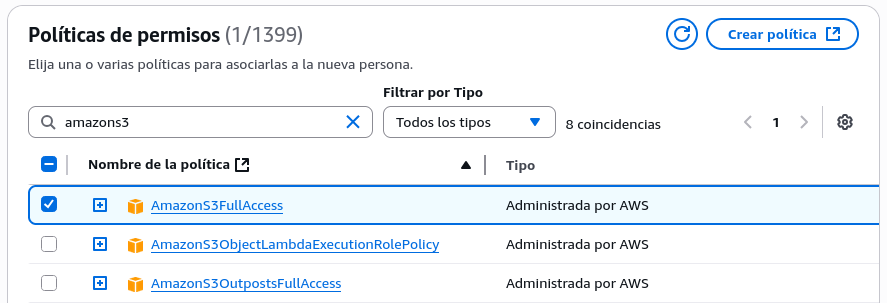 Políticas de permisos (1/1399)
Crear política
Elija una o varias políticas para asociarlas a la nueva persona.
Filtrar por Tipo
amazons3
Todos los tipos
8 coincidencias
1
Nombre de la política
Tipo
AmazonS3FullAccess
Administrada por AWS
AmazonS3ObjectLambdaExecutionRolePolicy
Administrada por AWS
AmazonS3OutpostsFullAccess
Administrada por AWS